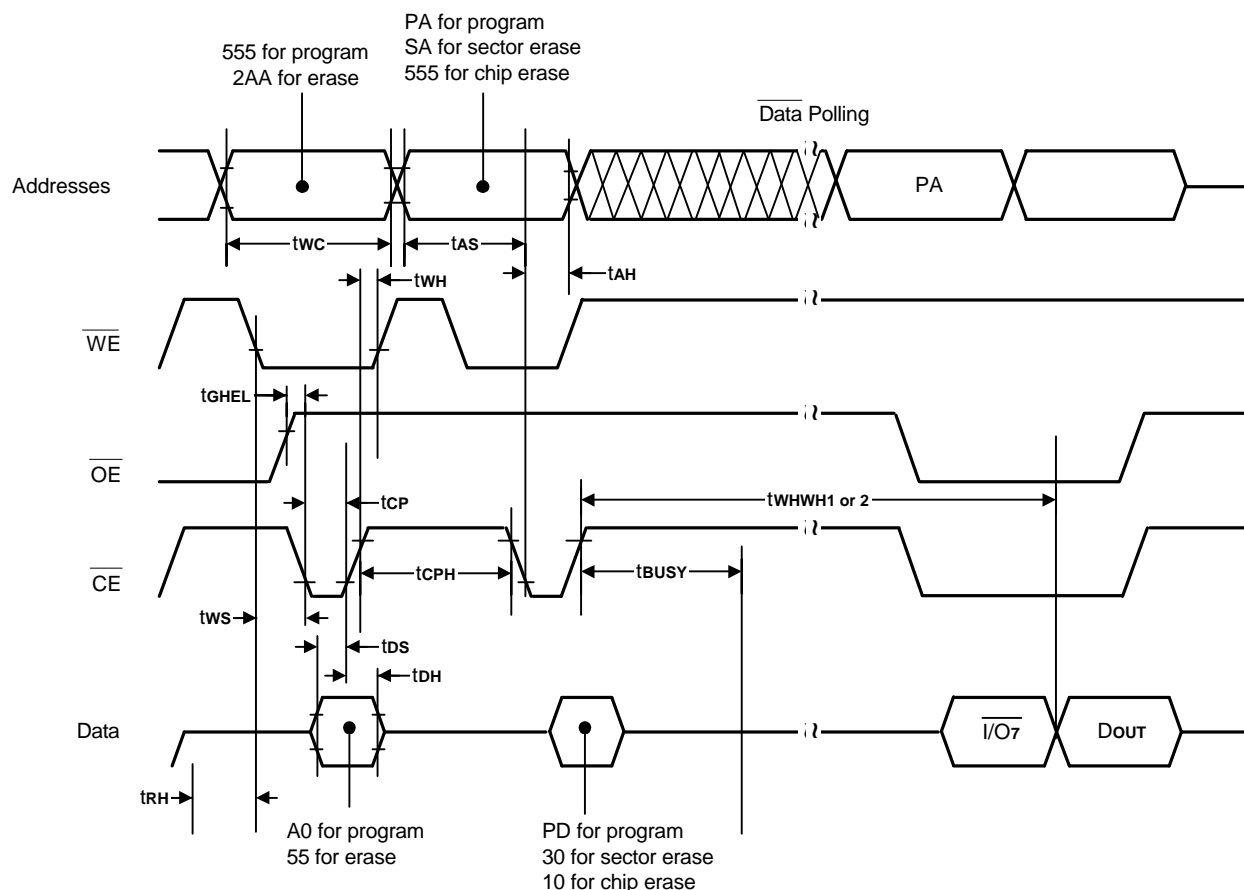 555 for program
2AA for erase
PA for program
SA for sector erase
555 for chip erase
Data Polling
Addresses
PA
tWC
tAS
tWH
tAH
WE
tGHEL
OE
tCP
tWHWH1 or 2
CE
tCPH
tBUSY
tWS
tDS
tDH
Data
I/O7
DOUT
tRH
A0 for program
55 for erase
PD for program
30 for sector erase
10 for chip erase